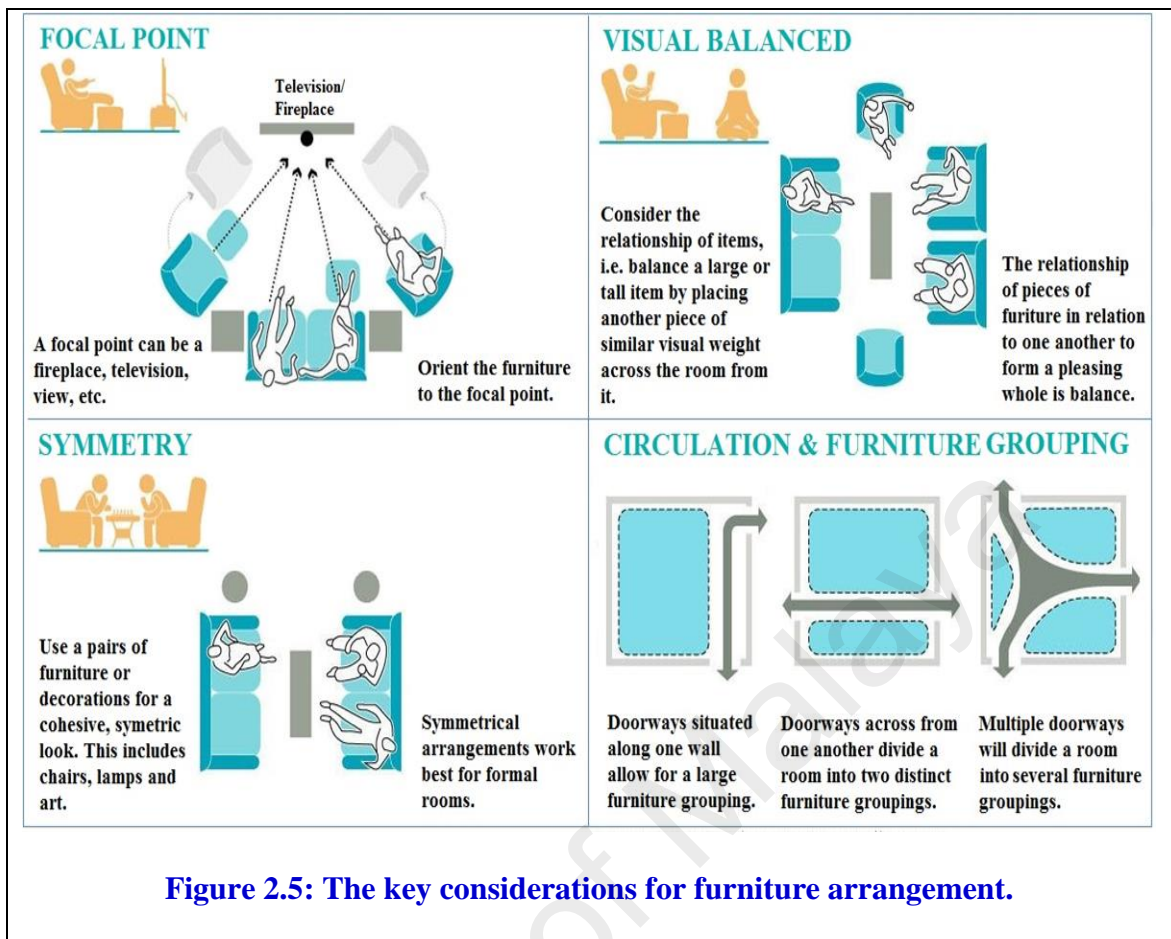 FOCAL POINT
Television/
Fireplace
A focal point can be a
fireplace, television,
view, etc.
Orient the furniture
to the focal point.
VISUAL BALANCED
Consider the
relationship of items,
i.e. balance a large or
tall item by placing
another piece of
similar visual weight
across the room from
it.
The relationship
of pieces of
furiture in relation
to one another to
form a pleasing
whole is balance.
SYMMETRY
Use a pairs of
furniture or
decorations for a
cohesive, symetric
look. This includes
chairs, lamps and
art.
Symmetrical
arrangements work
best for formal
rooms.
CIRCULATION & FURNITURE GROUPING
Doorways situated
along one wall
allow for a large
furniture grouping.
Doorways across from
one another divide a
room into two distinct
furniture groupings.
Multiple doorways
will divide a room
into several furniture
groupings.
of Malaya
Figure 2.5: The key considerations for furniture arrangement.